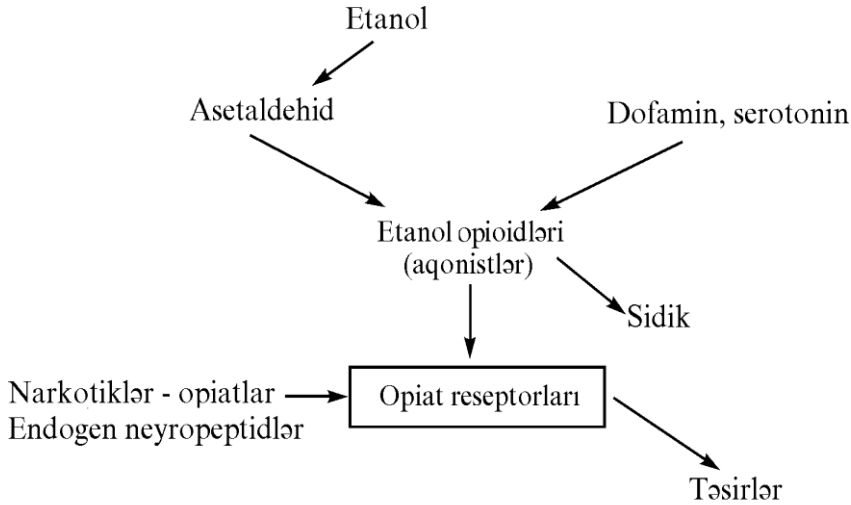 Etanol
Asetaldehid
Dofamin, serotonin
Etanol opioidləri
(aqonistlər)
Sidik
Narkotiklər - opiatlar
Endogen neyropeptidlər
Opiat reseptorları
Təsirlər